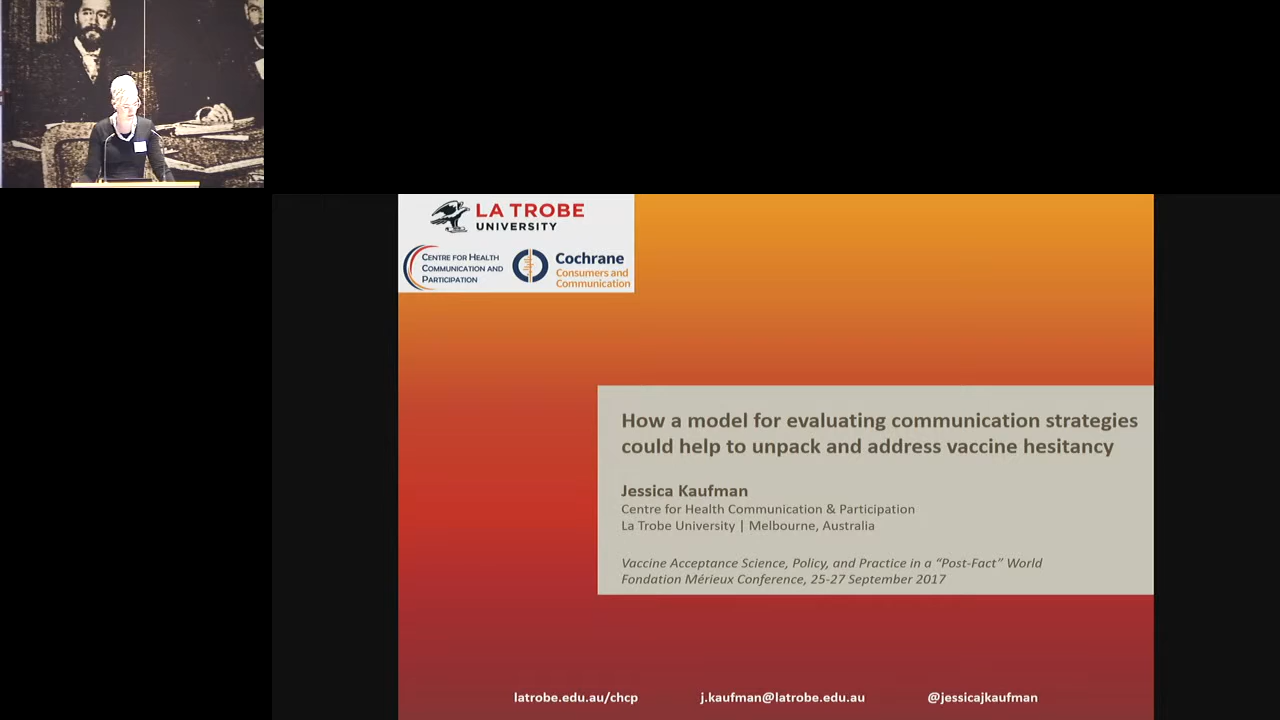 LA TROBE
UNIVERSITY
CENTRE FOR HEALTH
COMMUNICATION AND
PARTICIPATION
Cochrane
Consumers and
Communication
How a model for evaluating communication strategies
could help to unpack and address vaccine hesitancy
Jessica Kaufman
Centre for Health Communication & Participation
La Trobe University | Melbourne, Australia
Vaccine Acceptance Science, Policy, and Practice in a “Post-Fact” World
Fondation Mérieux Conference, 25-27 September 2017
latrobe.edu.au/chcp
j.kaufman@latrobe.edu.au
@jessicajkaufman